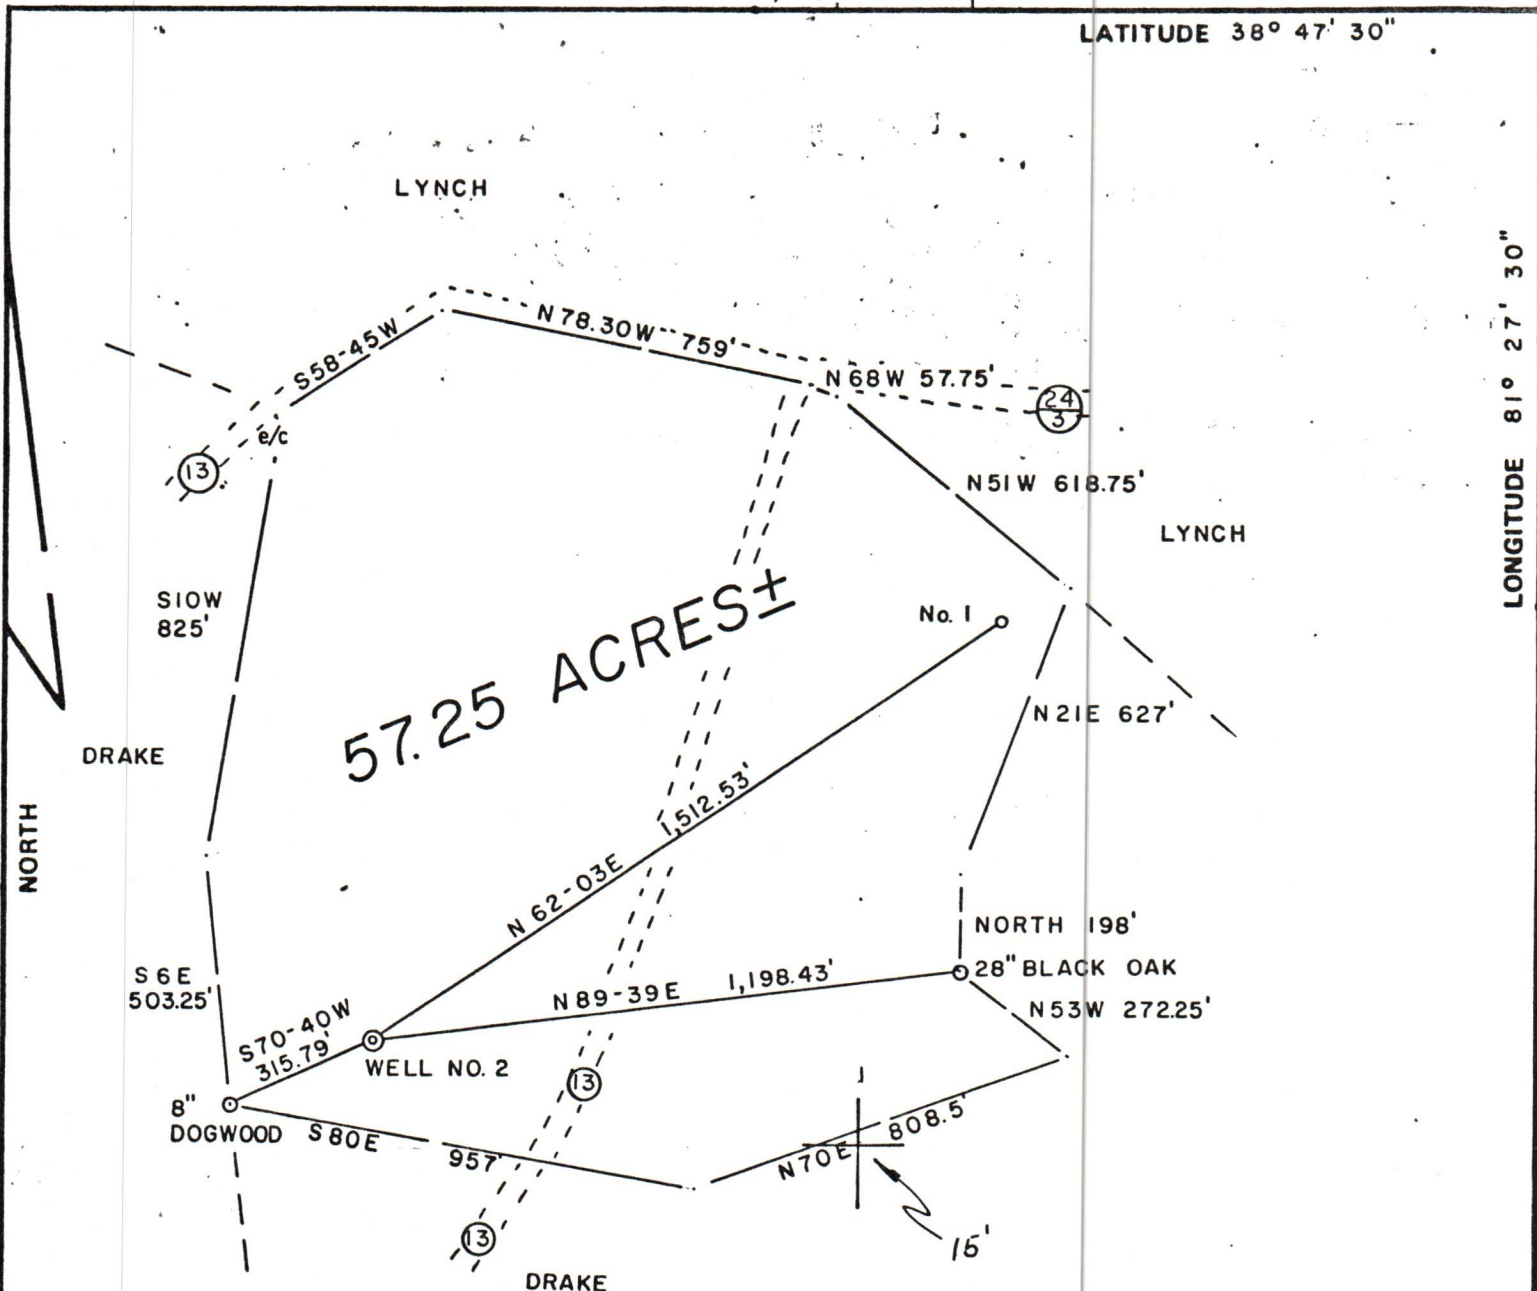 LATITUDE 38° 47' 30"
LYNCH
LONGITUDE 81° 27' 30"
S58-45W
N 78.30W 759'
N 68W 57.75'
24
3
e/c
13
N51W 618.75'
LYNCH
S10W
825'
57.25 ACRES±
No. 1
N21E 627'
DRAKE
NORTH
1,512.53'
N 62-03E
NORTH 198'
28" BLACK OAK
S6E
503.25'
N89-39E 1,198.43'
N53W 272.25'
S70-40W
315.79'
WELL NO. 2
13
8"
DOGWOOD
S80E
957'
N70E 808.5'
13
15'
DRAKE